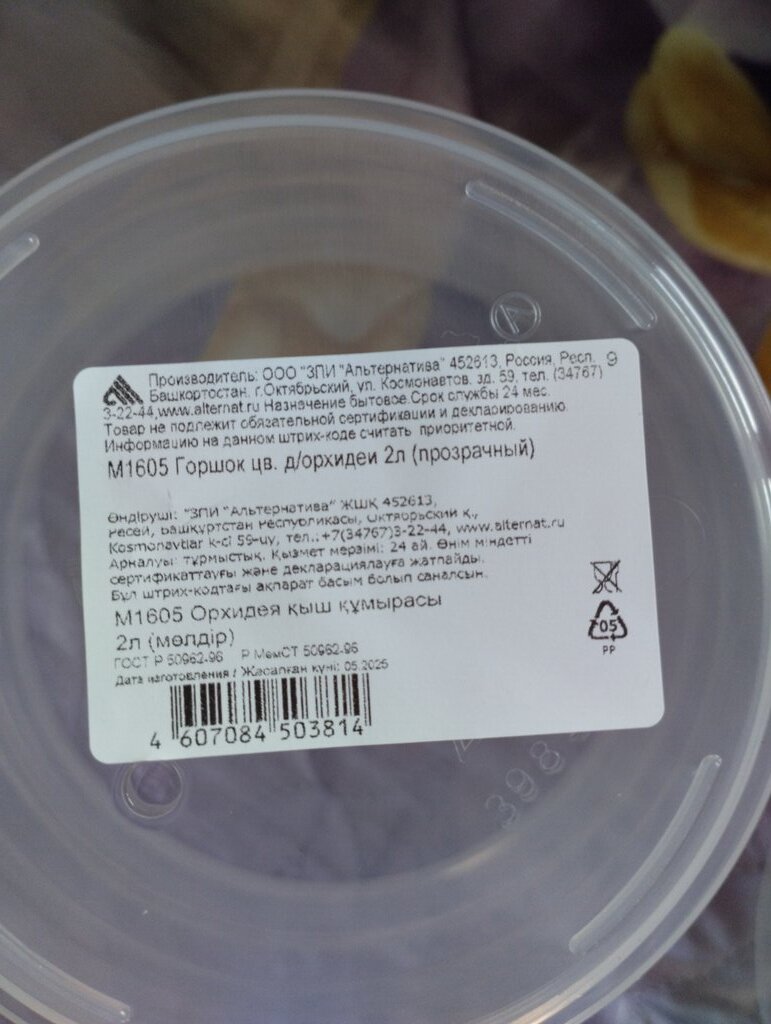 Производитель: ООО "ЗПИ "Альтернатива" 452613, Россия, Респ. 9
Башкортостан, г.Октябрьский, ул. Космонавтов, зд. 59, тел. (34767)
3-22-44,www.alternat.ru Назначение бытовое.Срок службы 24 мес.
Товар не подлежит обязательной сертификации и декларированию.
Информацию на данном штрих-коде считать приоритетной.
М1605 Горшок цв. д/орхидеи 2л (прозрачный)
Өндіруші: "ЗПИ "Альтернатива" ЖШҚ 452613,
Ресей, Башқұртстан Республикасы, Октябрьский қ.,
Kosmonavtlar k-ci 59-uy, тел.:+7(34767)3-22-44, www.alternat.ru
Арналуы: тұрмыстық. Қызмет мерзімі: 24 ай. Өнім міндетті
сертификаттауғы және декларациялауға жатпайды.
Бұл штрих-кодтағы ақпарат басым болып саналсын.
М1605 Орхидея қыш құмырасы
2л (мөлдір)
ГОСТ Р 50962-96 Р МемСТ 50962-96
Дата изготовления / Жасалған күні: 05.2025
4 607084 503814
05
PP
A
398